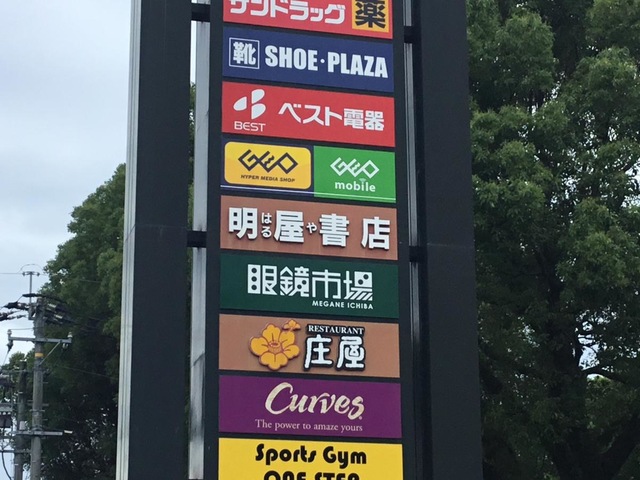 サンドラッグ 薬
靴 SHOE・PLAZA
BEST ベスト電器
GEO HYPER MEDIA SHOP
GEO mobile
明はる屋や書店
眼鏡市場
MEGANE ICHIBA
RESTAURANT
庄屋
Curves
The power to amaze yours
Sports Gym
ONE STEP